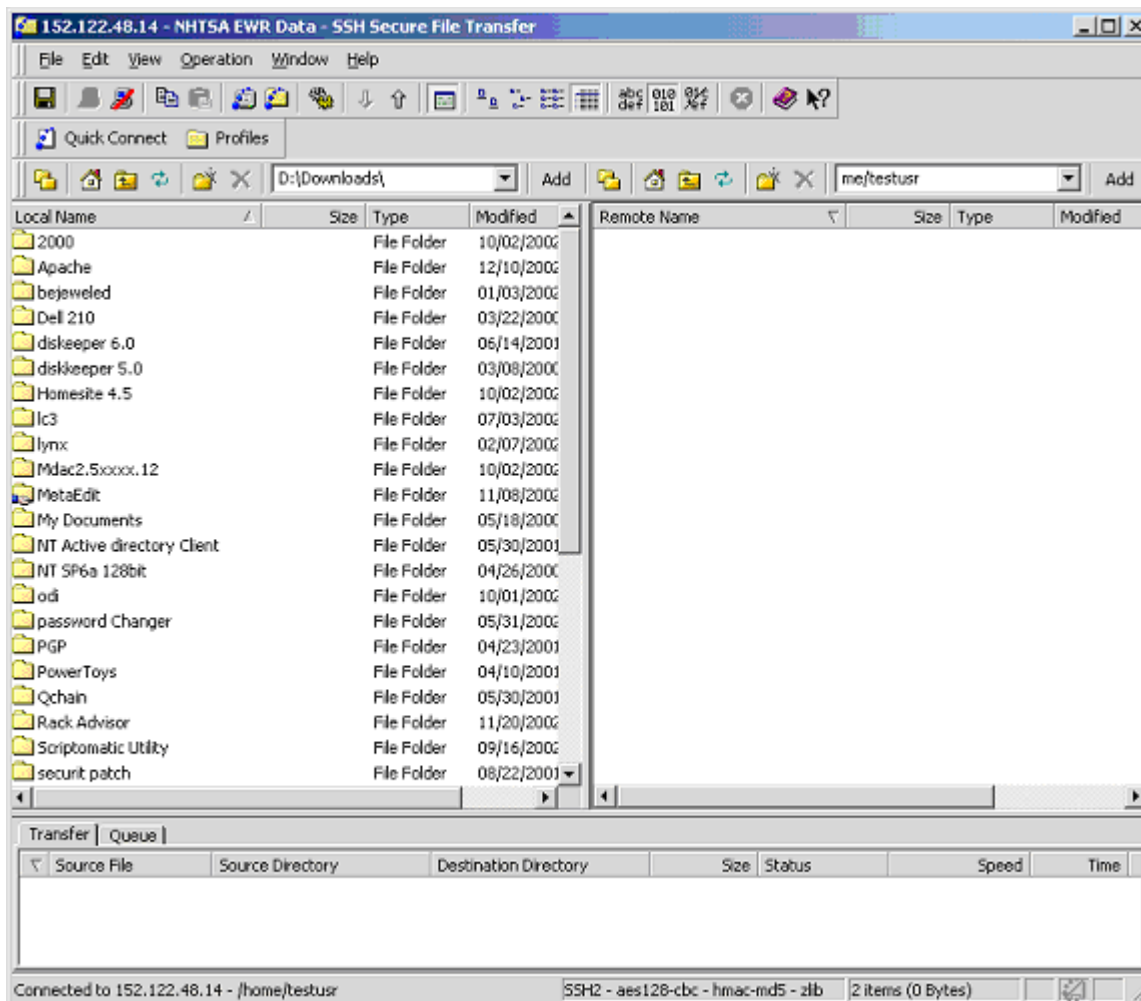 152.122.48.14 - NHTSA EWR Data - SSH Secure File Transfer
File Edit View Operation Window Help
abc def 010 101
Quick Connect Profiles
D:\Downloads\ Add me/testusr Add
Local Name Size Type Modified Remote Name Size Type Modified
2000 File Folder 10/02/2002
Apache File Folder 12/10/2002
bejeweled File Folder 01/03/2002
Dell 210 File Folder 03/22/2000
diskeeper 6.0 File Folder 06/14/2001
diskkeeper 5.0 File Folder 03/08/2000
Homesite 4.5 File Folder 10/02/2002
lc3 File Folder 07/03/2002
lynx File Folder 02/07/2002
Mdac2.5xxxx.12 File Folder 10/02/2002
MetaEdit File Folder 11/08/2002
My Documents File Folder 05/18/2000
NT Active directory Client File Folder 05/30/2001
NT SP6a 128bit File Folder 04/26/2000
odi File Folder 10/01/2002
password Changer File Folder 05/31/2002
PGP File Folder 04/23/2001
PowerToys File Folder 04/10/2001
Qchain File Folder 05/30/2001
Rack Advisor File Folder 11/20/2002
Scriptomatic Utility File Folder 09/16/2002
securit patch File Folder 08/22/2001
Transfer Queue
Source File Source Directory Destination Directory Size Status Speed Time
Connected to 152.122.48.14 - /home/testusr SSH2 - aes128-cbc - hmac-md5 - zlib 2 items (0 Bytes)